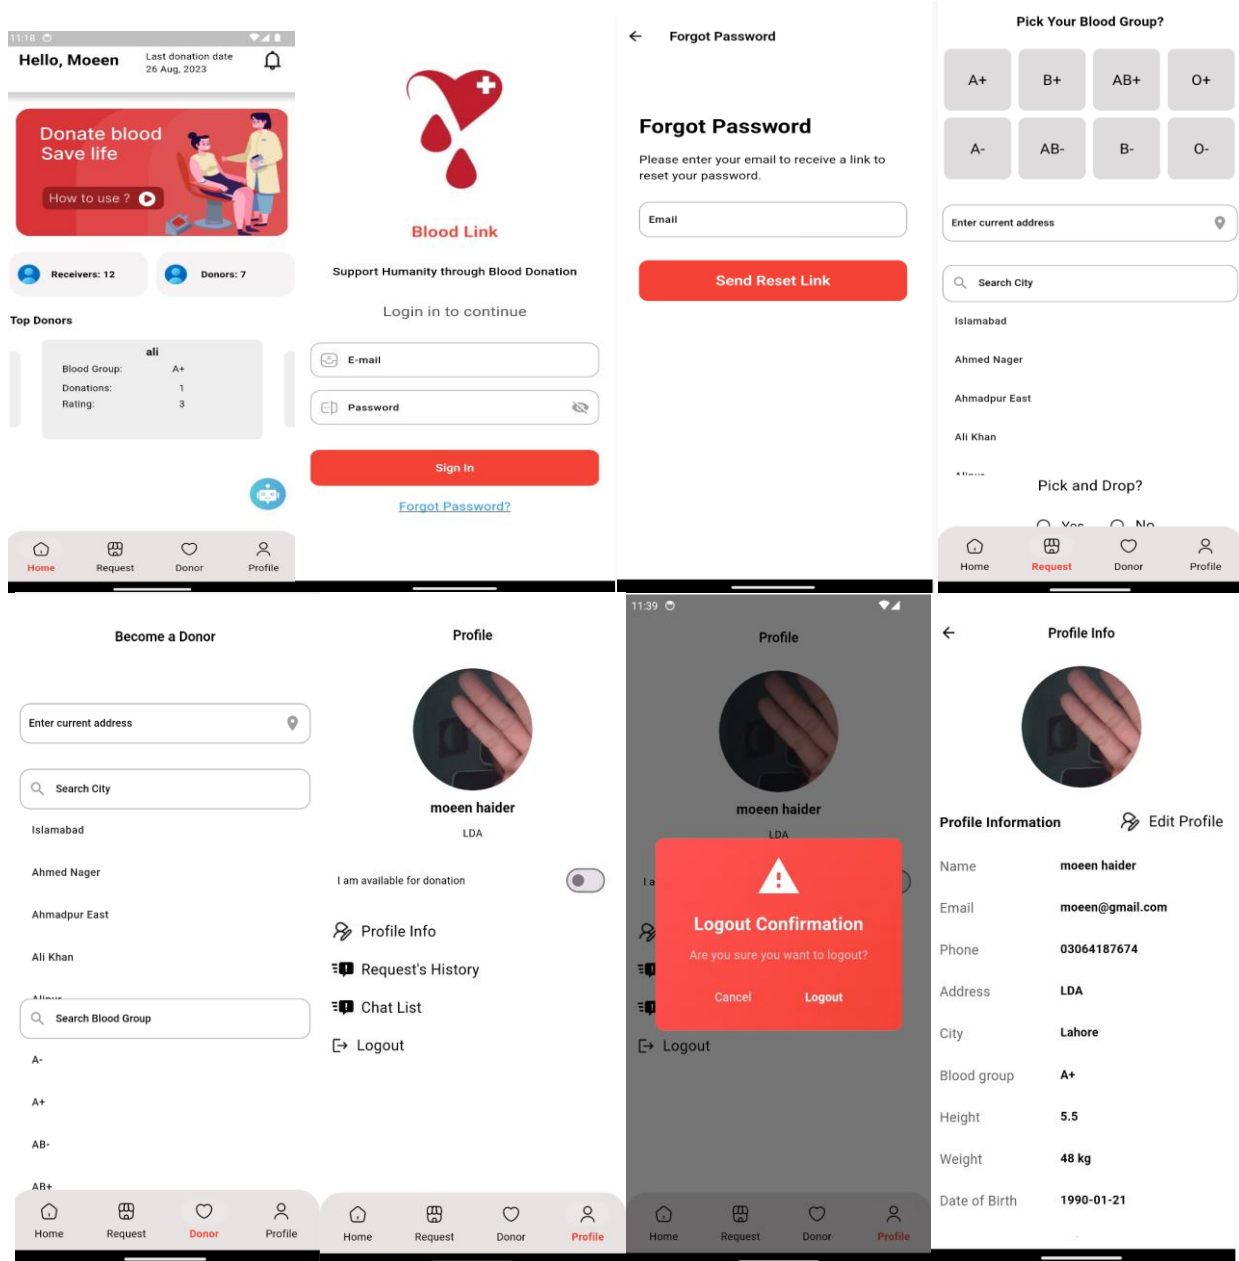 11:18
Hello, Moeen
Last donation date
26 Aug, 2023
Donate blood
Save life
How to use ?
Receivers: 12
Donors: 7
Top Donors
ali
Blood Group: A+
Donations: 1
Rating: 3
Home
Request
Donor
Profile
Blood Link
Support Humanity through Blood Donation
Login in to continue
E-mail
Password
Sign In
Forgot Password?
Forgot Password
Forgot Password
Please enter your email to receive a link to
reset your password.
Email
Send Reset Link
Pick Your Blood Group?
A+ B+ AB+ O+
A- AB- B- O-
Enter current address
Search City
Islamabad
Ahmed Nager
Ahmadpur East
Ali Khan
Alipur
Pick and Drop?
Yes No
Home
Request
Donor
Profile
Become a Donor
Enter current address
Search City
Islamabad
Ahmed Nager
Ahmadpur East
Ali Khan
Alipur
Search Blood Group
A-
A+
AB-
AB+
Home
Request
Donor
Profile
Profile
moeen haider
LDA
I am available for donation
Profile Info
Request's History
Chat List
Logout
Home
Request
Donor
Profile
11:39
Profile
moeen haider
LDA
I a
Logout Confirmation
Are you sure you want to logout?
Cancel
Logout
Logout
Home
Request
Donor
Profile
Profile Info
Profile Information
Edit Profile
Name moeen haider
Email moeen@gmail.com
Phone 03064187674
Address LDA
City Lahore
Blood group A+
Height 5.5
Weight 48 kg
Date of Birth 1990-01-21